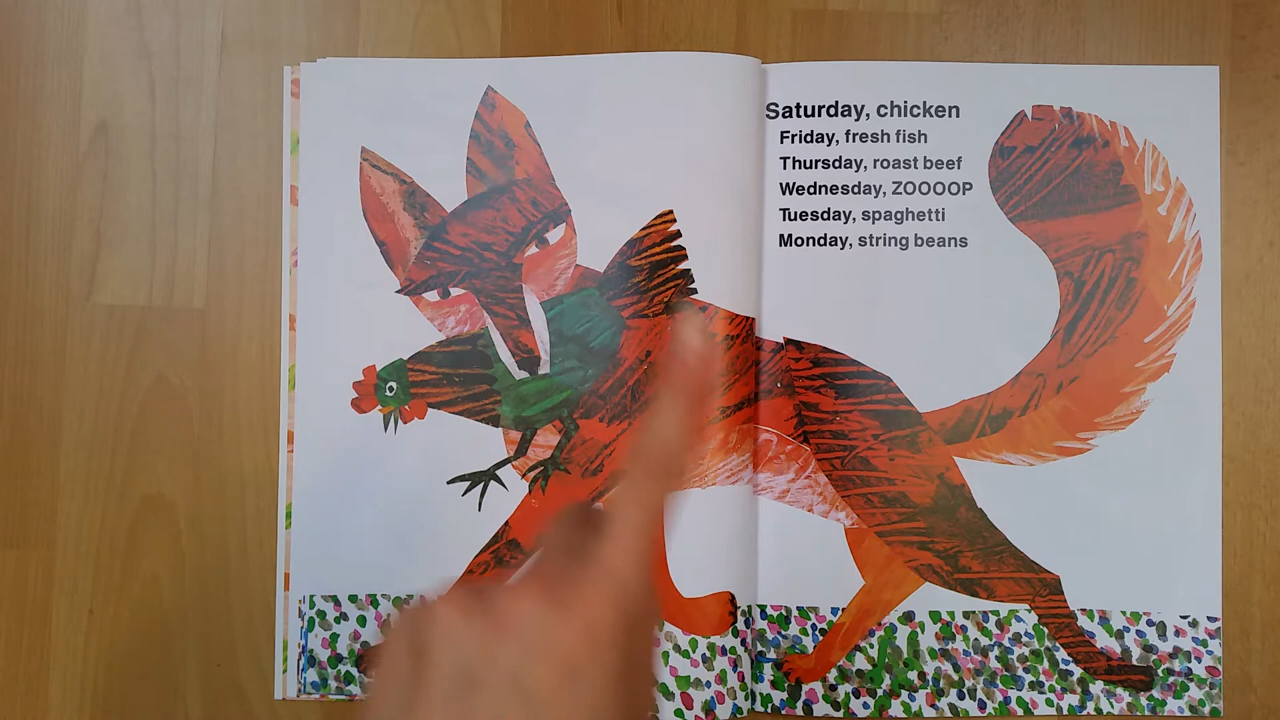 Saturday, chicken
Friday, fresh fish
Thursday, roast beef
Wednesday, ZOOOOP
Tuesday, spaghetti
Monday, string beans